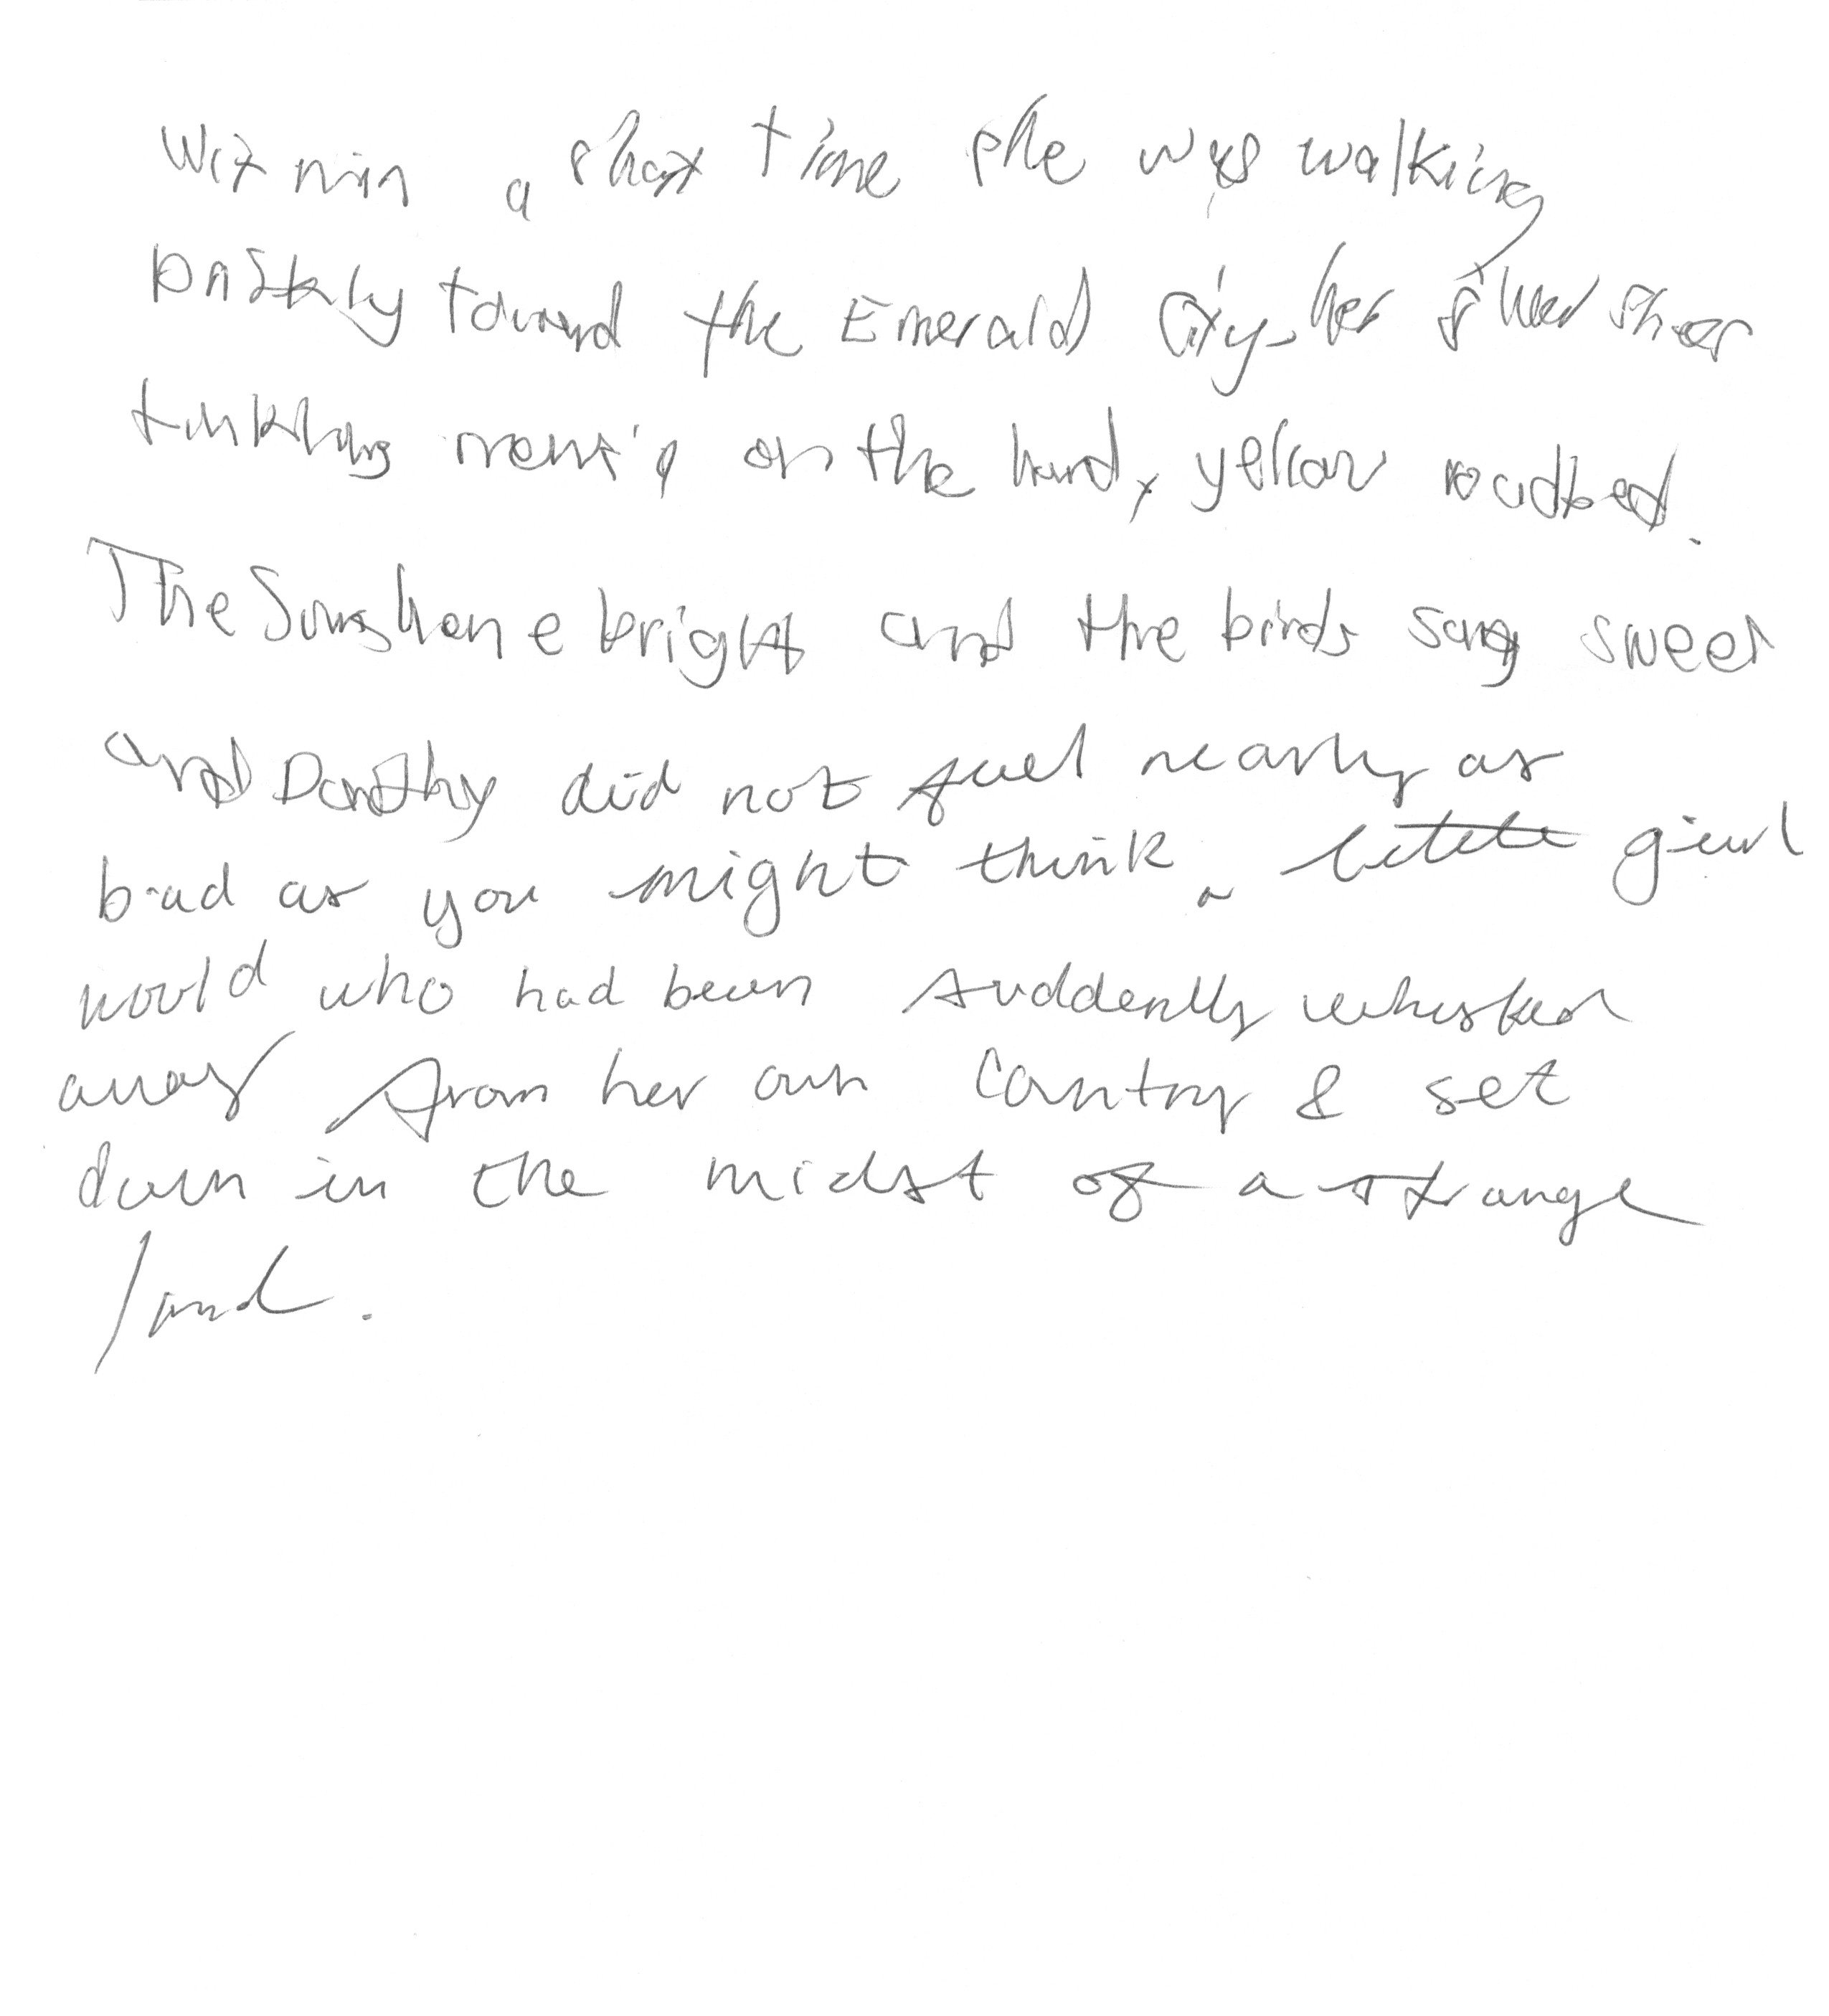 Within a short time she was walking
briskly toward the Emerald City, her silver shoes
tinkling merrily on the hard, yellow roadbed.
The sun shone bright and the birds sang sweet
and Dorothy did not feel nearly as
bad as you might think a little girl
would who had been suddenly whisked
away from her own country & set
down in the midst of a strange
land.